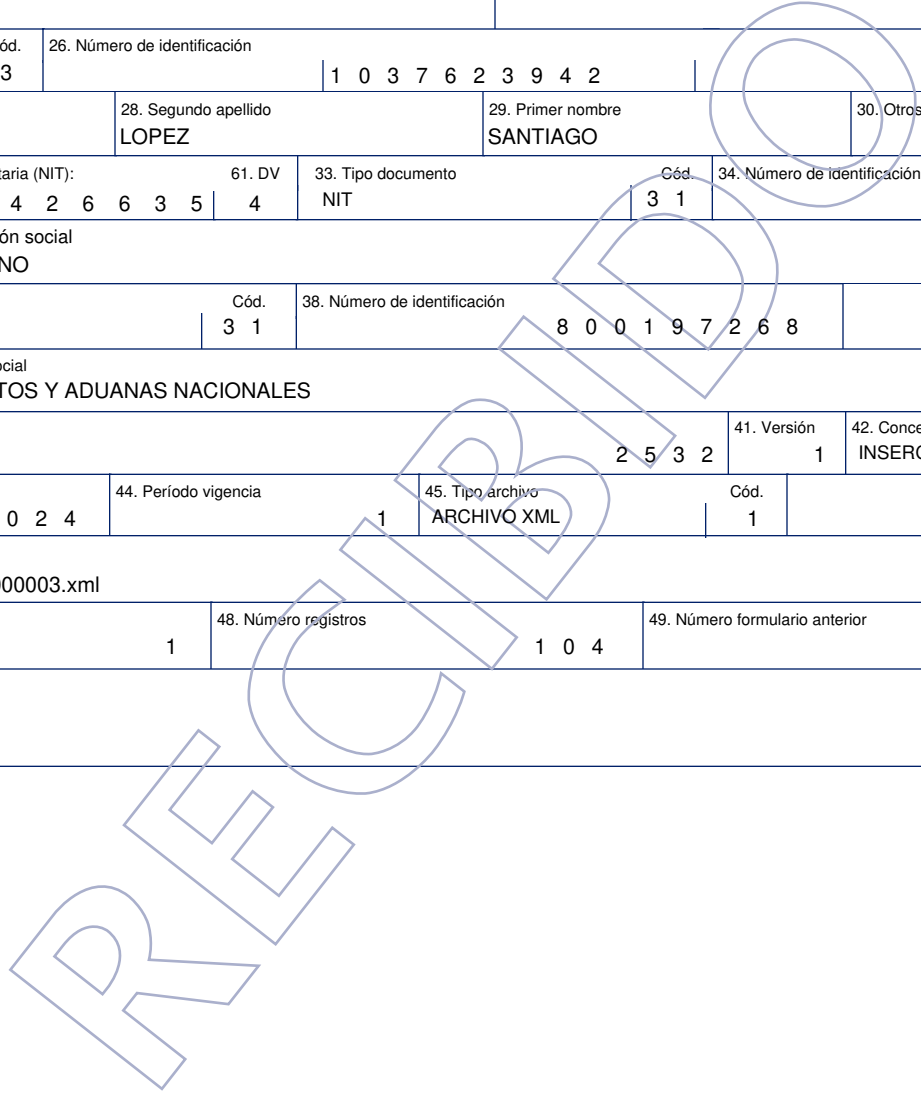 ód. 26. Número de identificación
3 1 0 3 7 6 2 3 9 4 2
28. Segundo apellido 29. Primer nombre 30. Otros
LOPEZ SANTIAGO
taria (NIT): 61. DV 33. Tipo documento Cód. 34. Número de identificación
4 2 6 6 3 5 4 NIT 3 1
ón social
NO
Cód. 38. Número de identificación
3 1 8 0 0 1 9 7 2 6 8
ocial
TOS Y ADUANAS NACIONALES
41. Versión 42. Conce
2 5 3 2 1 INSERC
44. Período vigencia 45. Tipo archivo Cód.
0 2 4 1 ARCHIVO XML 1
000003.xml
48. Número registros 49. Número formulario anterior
1 1 0 4
RECIBIDO